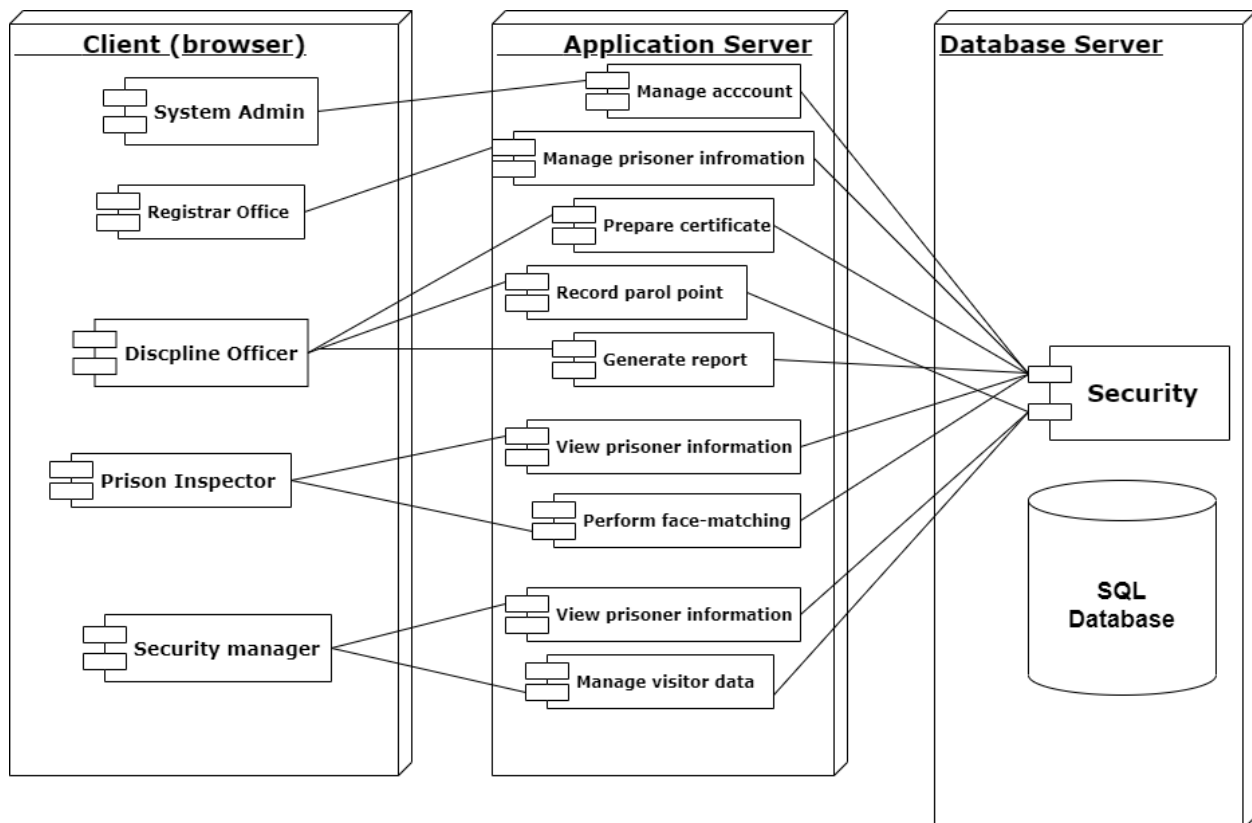 Client (browser)
System Admin
Registrar Office
Discpline Officer
Prison Inspector
Security manager
Application Server
Manage acccount
Manage prisoner infromation
Prepare certificate
Record parol point
Generate report
View prisoner information
Perform face-matching
View prisoner information
Manage visitor data
Database Server
Security
SQL
Database